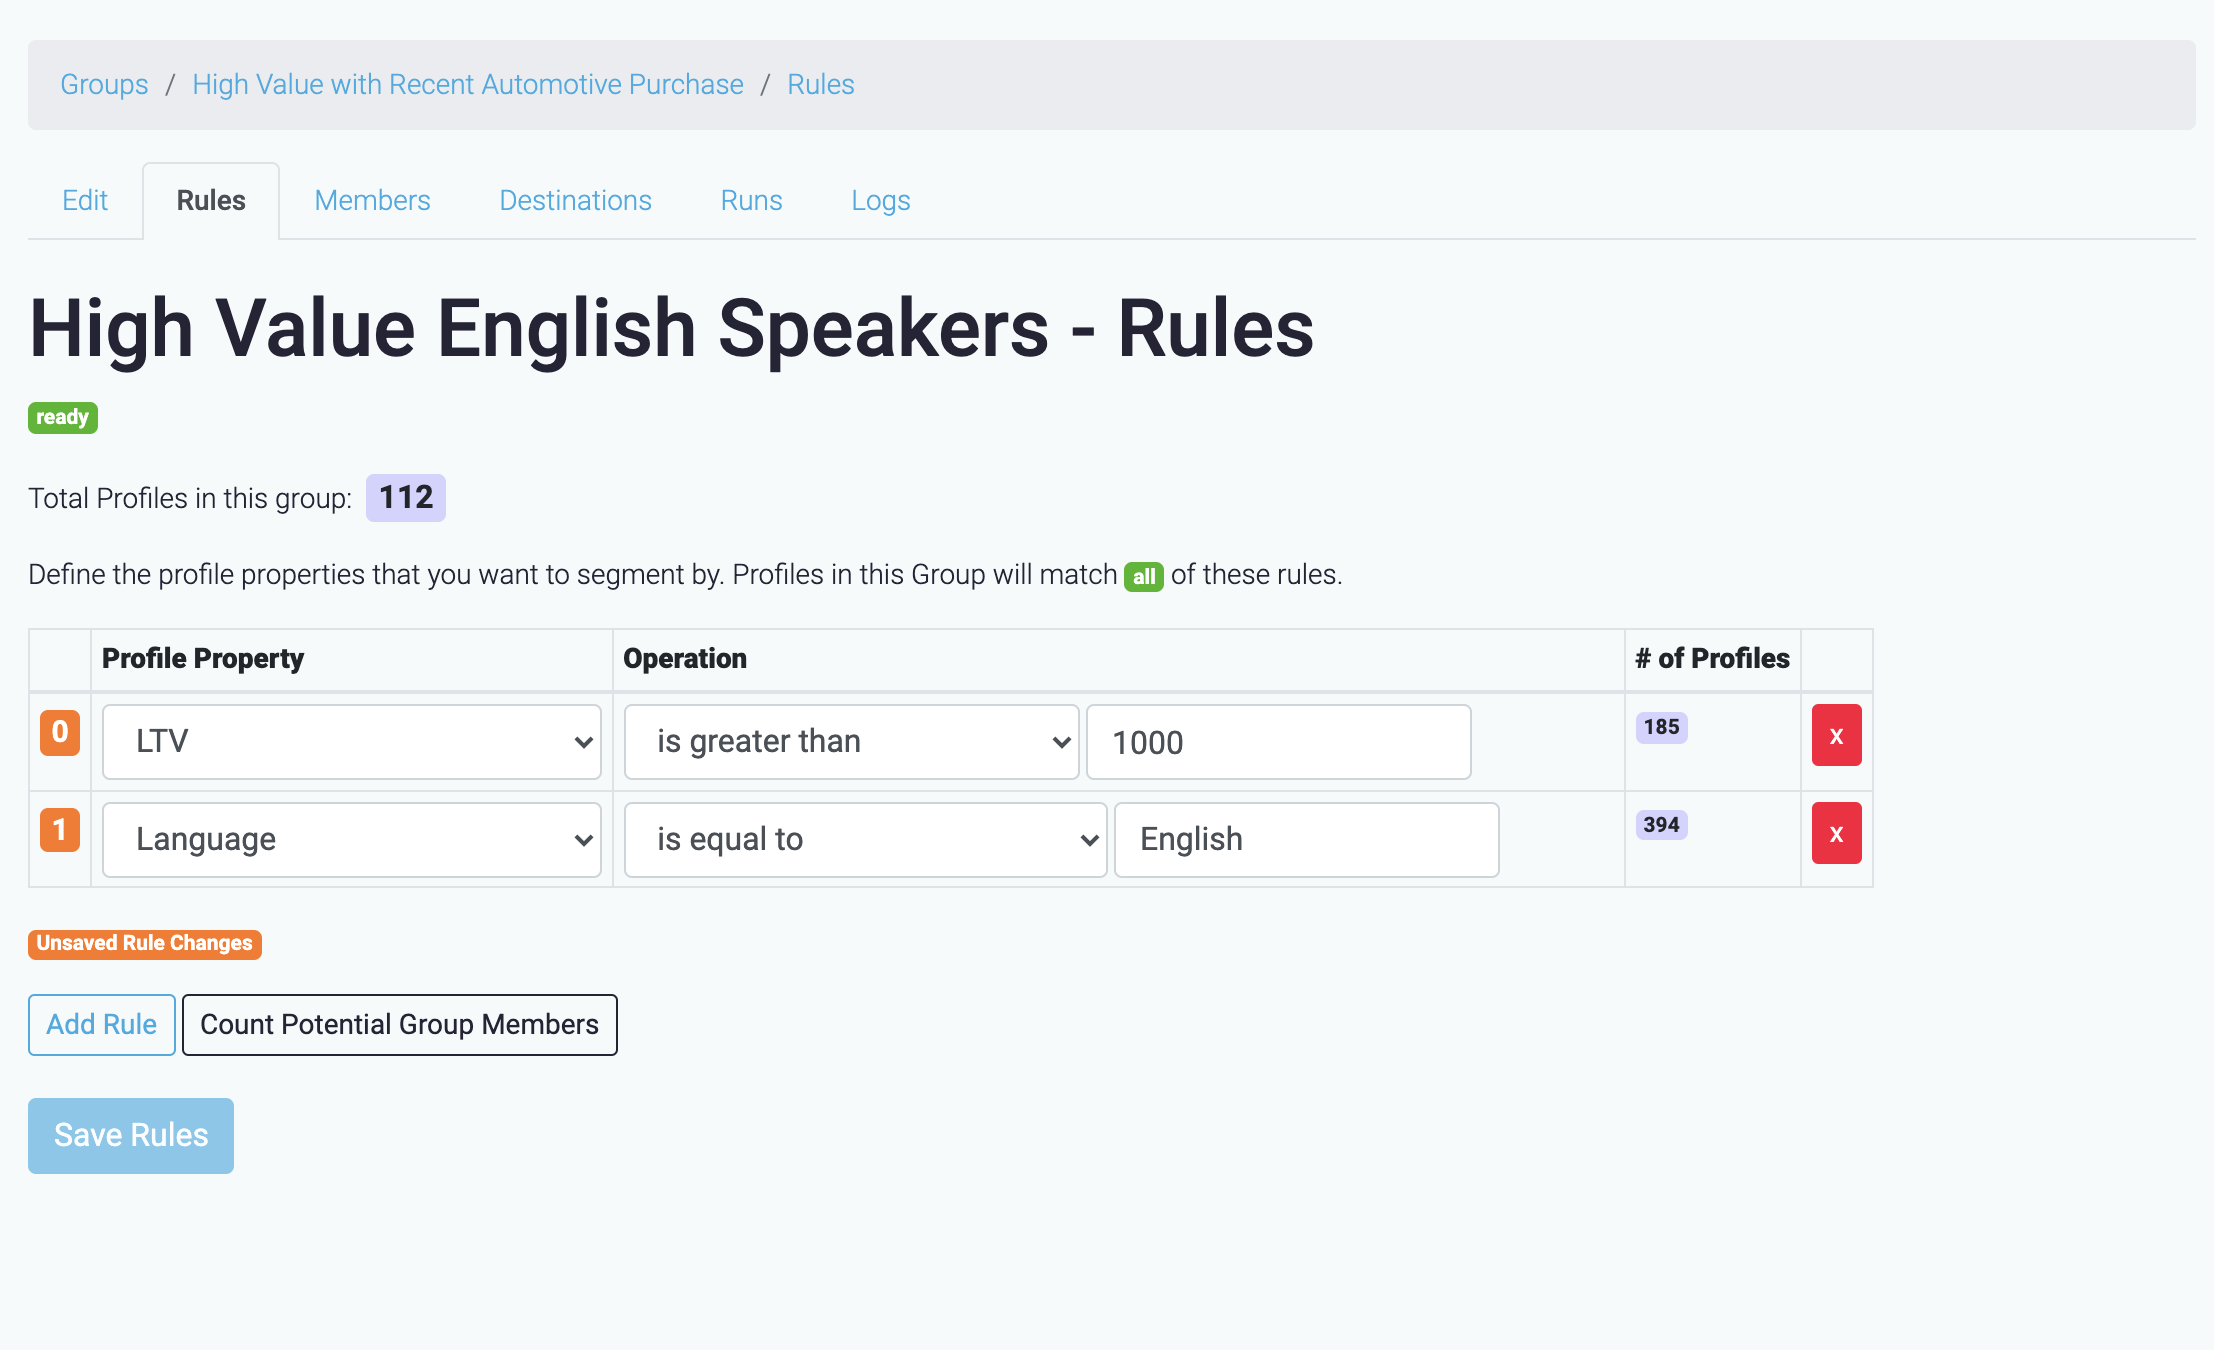 Groups / High Value with Recent Automotive Purchase / Rules
Edit Rules Members Destinations Runs Logs
High Value English Speakers - Rules
ready
Total Profiles in this group: 112
Define the profile properties that you want to segment by. Profiles in this Group will match all of these rules.
Profile Property Operation # of Profiles
0 LTV is greater than 1000 185 X
1 Language is equal to English 394 X
Unsaved Rule Changes
Add Rule Count Potential Group Members
Save Rules